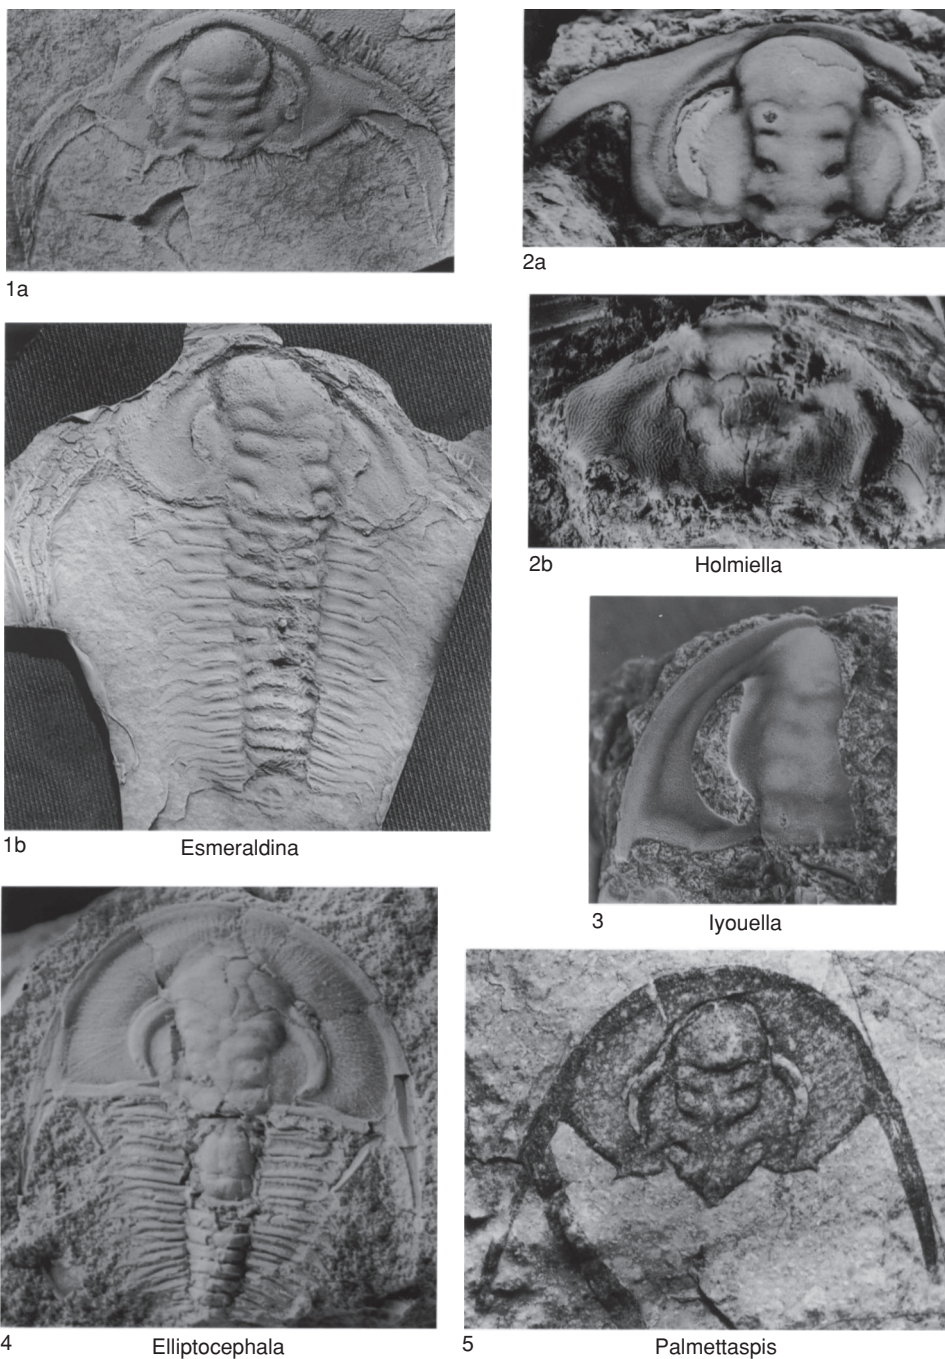 1a
2a
2b
Holmiella
1b
Esmeraldina
3
Iyouella
4
Elliptocephala
5
Palmettaspis